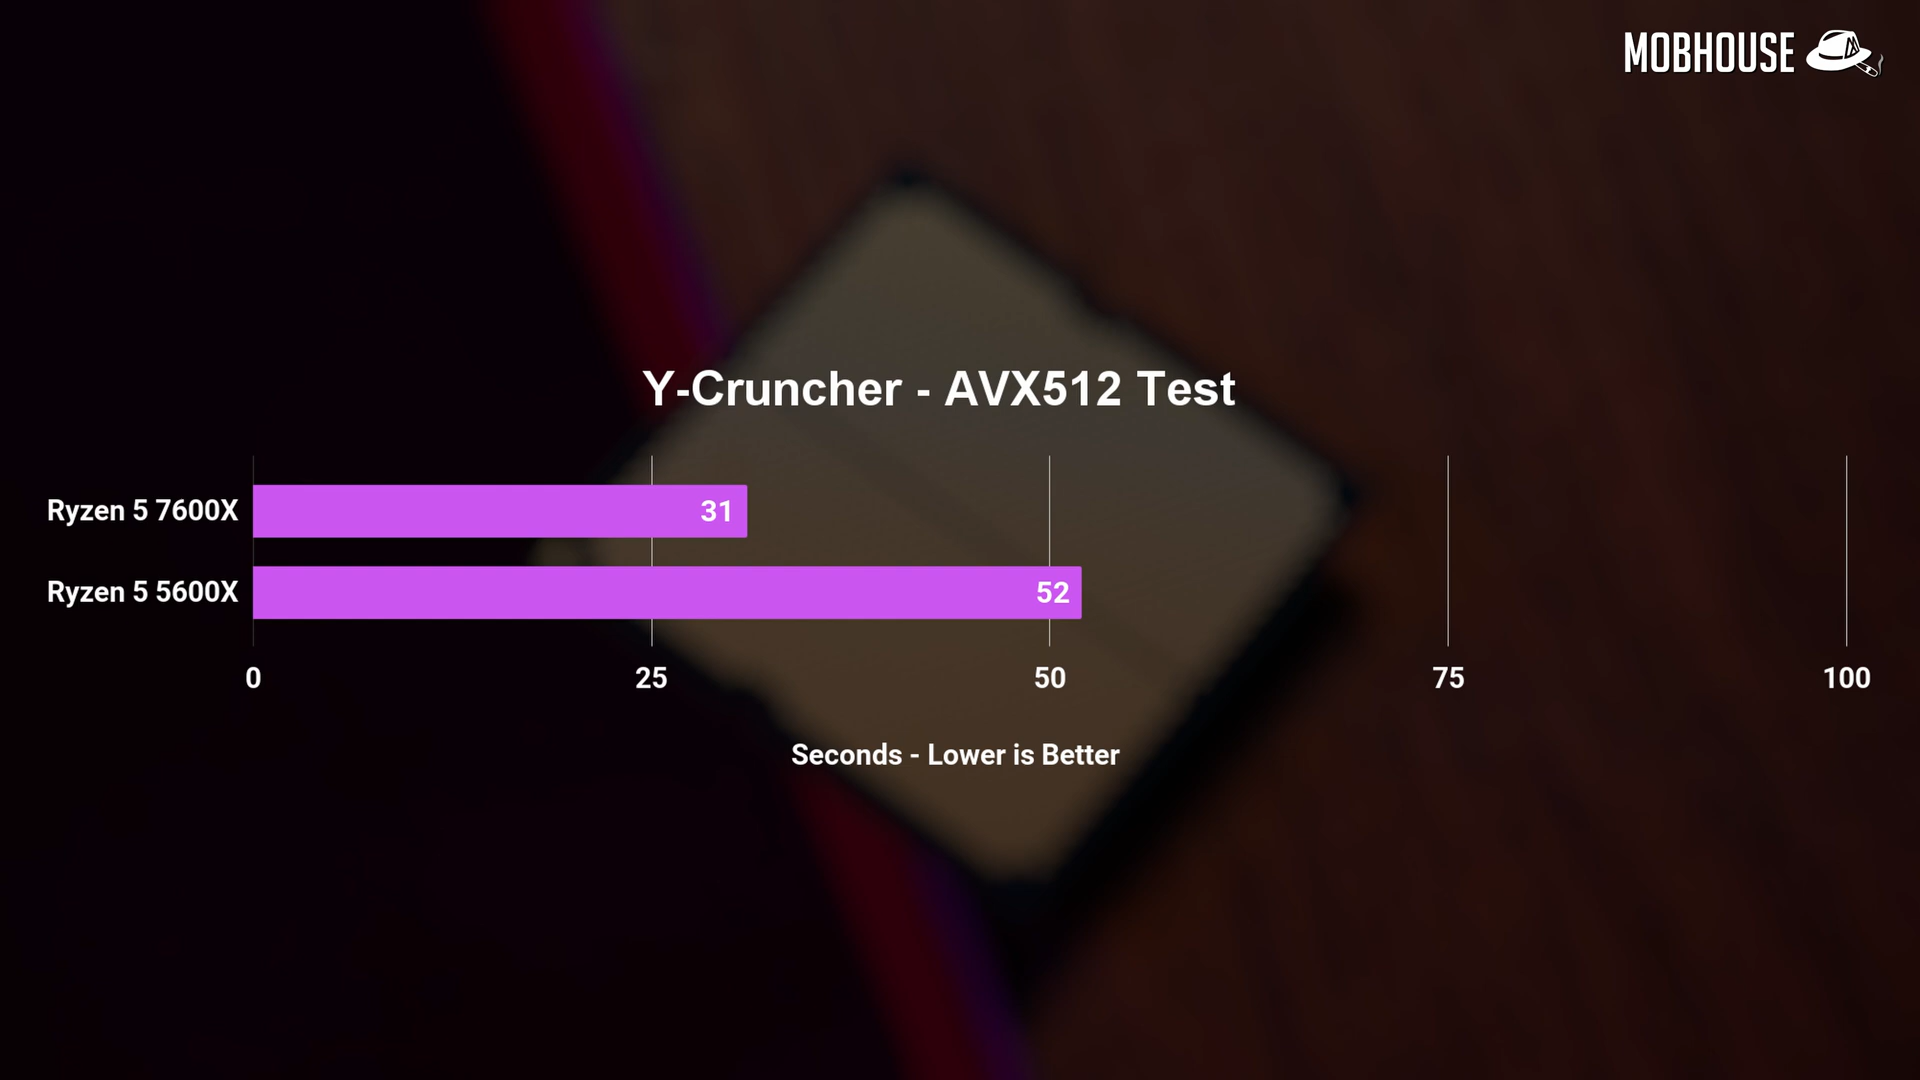 MOBHOUSE
Y-Cruncher - AVX512 Test
Ryzen 5 7600X 31
Ryzen 5 5600X 52
0 25 50 75 100
Seconds - Lower is Better